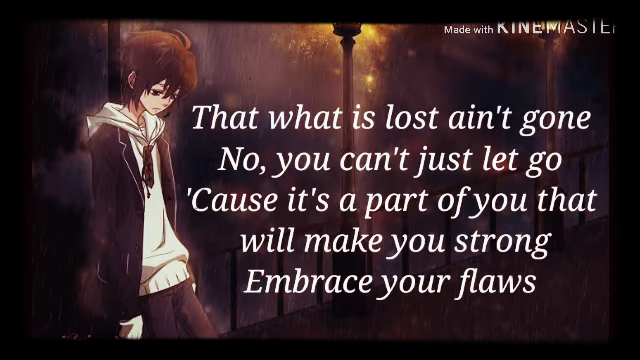 Made with KINEMASTER
That what is lost ain't gone
No, you can't just let go
'Cause it's a part of you that
will make you strong
Embrace your flaws